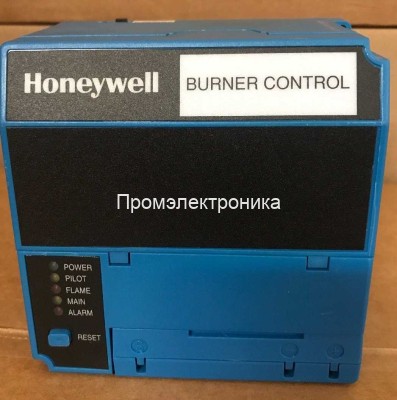 Honeywell
BURNER CONTROL
Промэлектроника
POWER
PILOT
FLAME
MAIN
ALARM
RESET